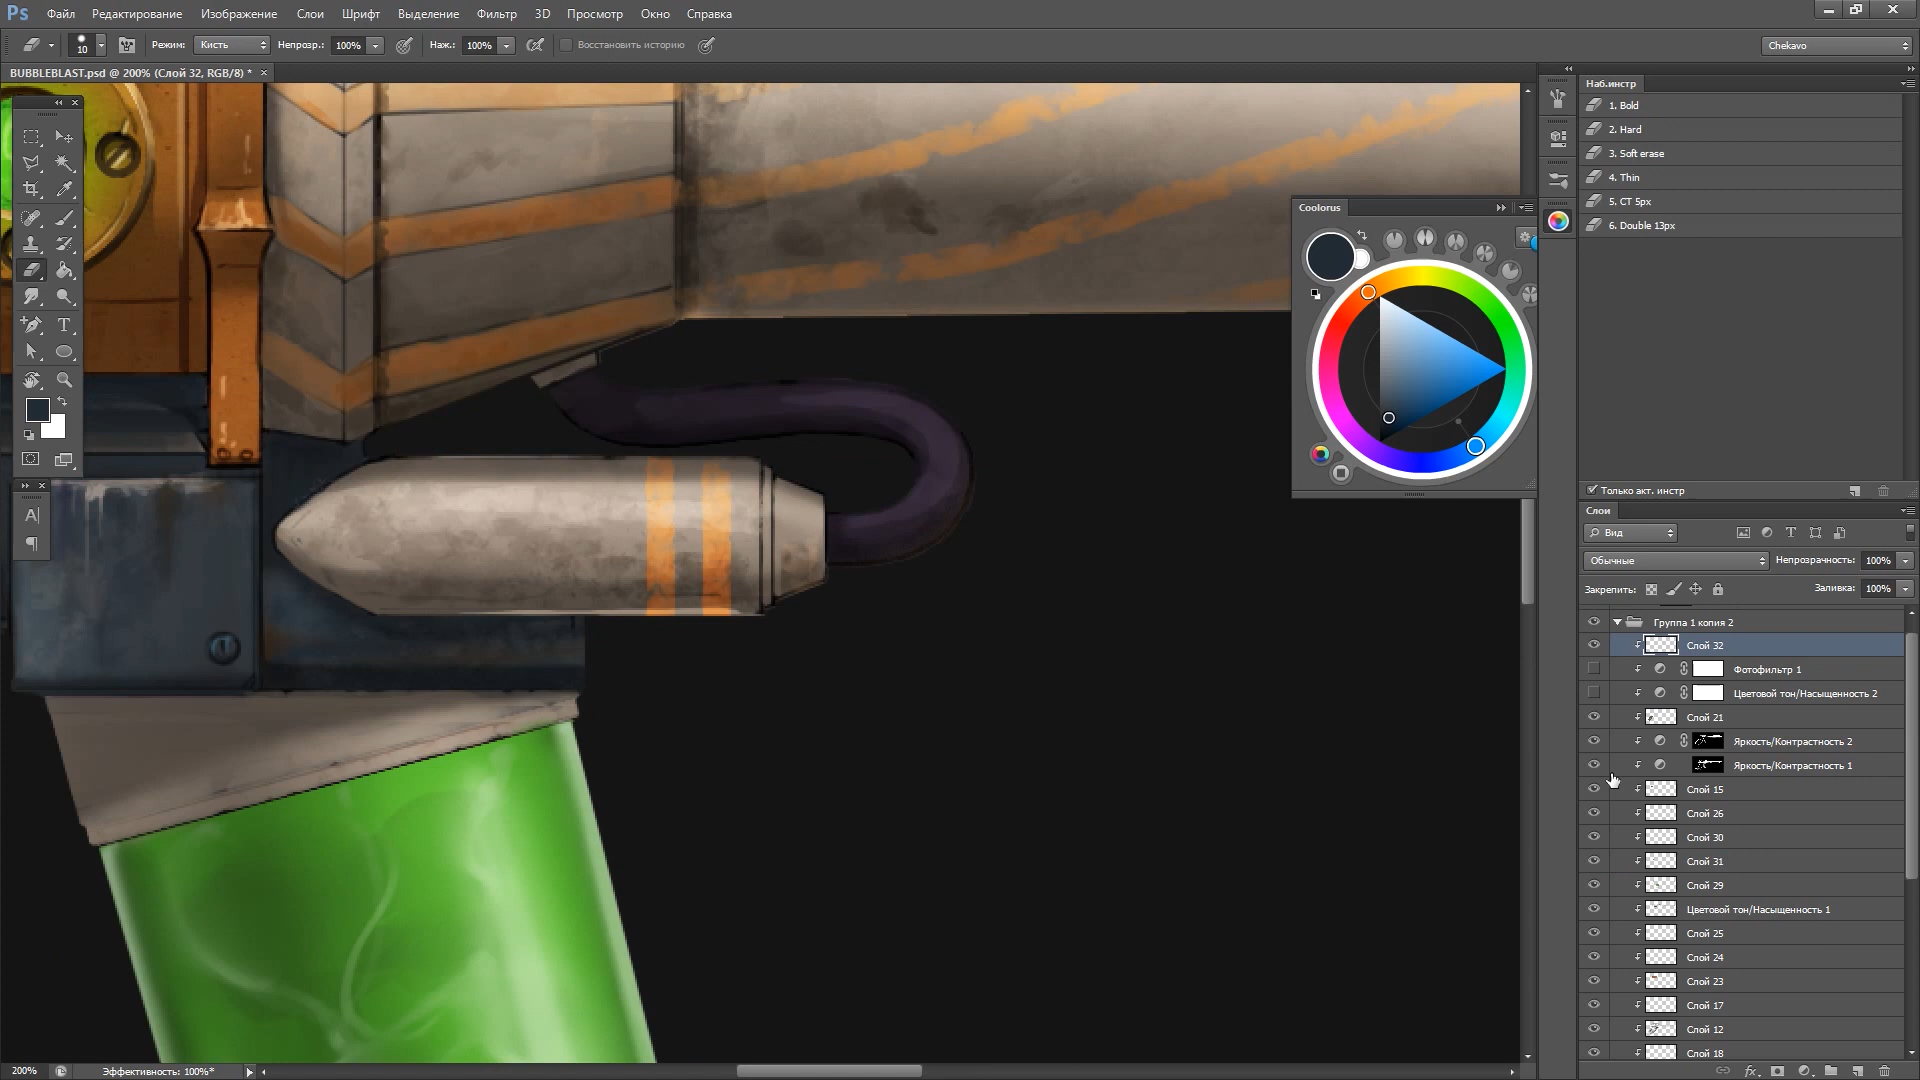 Ps Файл Редактирование Изображение Слои Шрифт Выделение Фильтр 3D Просмотр Окно Справка
10 Режим: Кисть Непрозр.: 100% Наж.: 100% Восстановить историю Chekavo
BUBBLEBLAST.psd @ 200% (Слой 32, RGB/8) * ×
Наб.инстр
1. Bold
2. Hard
3. Soft erase
4. Thin
5. CT 5px
6. Double 13px
Coolorus
Только акт. инстр
Слои
Вид
Обычные Непрозрачность: 100%
Закрепить: Заливка: 100%
Группа 1 копия 2
Слой 32
Фотофильтр 1
Цветовой тон/Насыщенность 2
Слой 21
Яркость/Контрастность 2
Яркость/Контрастность 1
Слой 15
Слой 26
Слой 30
Слой 31
Слой 29
Цветовой тон/Насыщенность 1
Слой 25
Слой 24
Слой 23
Слой 17
Слой 12
Слой 18
200% Эффективность: 100%*